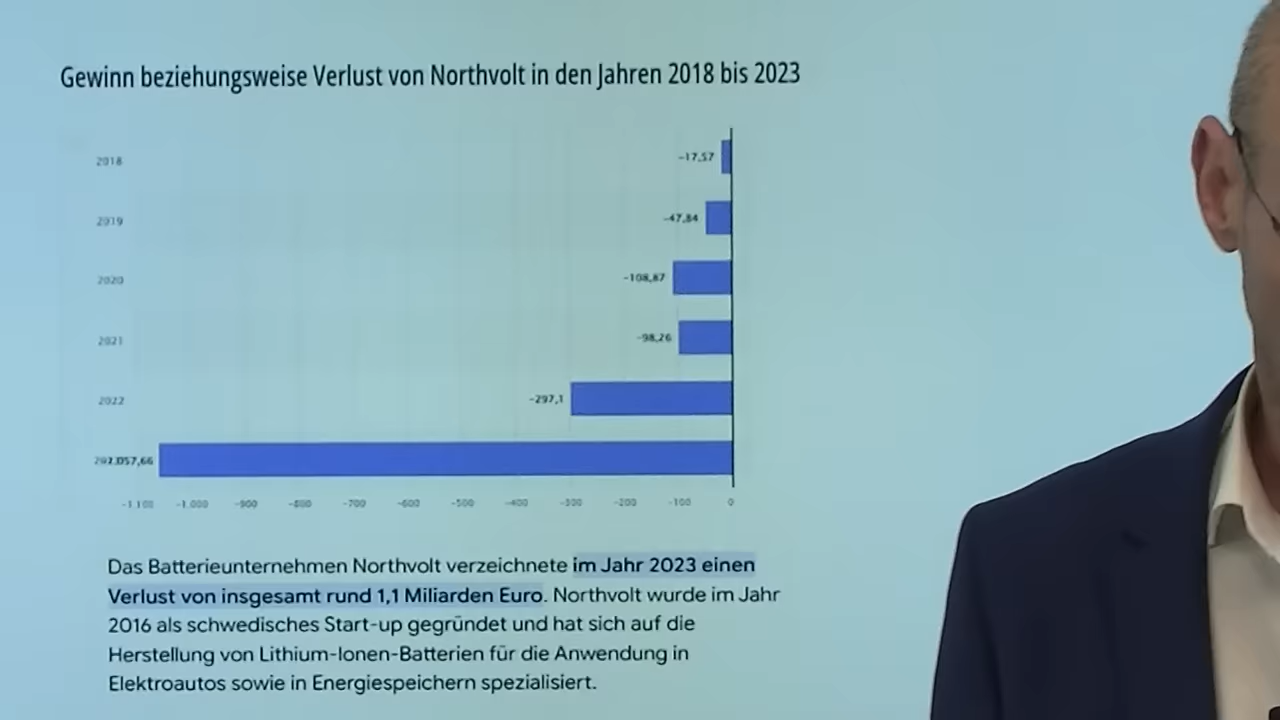 Gewinn beziehungsweise Verlust von Northvolt in den Jahren 2018 bis 2023
2018 -17,57
2019 -47,84
2020 -108,87
2021 -98,26
2022 -297,1
-1.100 -1.000 -900 -800 -700 -600 -500 -400 -300 -200 -100 0
Das Batterieunternehmen Northvolt verzeichnete im Jahr 2023 einen
Verlust von insgesamt rund 1,1 Milliarden Euro. Northvolt wurde im Jahr
2016 als schwedisches Start-up gegründet und hat sich auf die
Herstellung von Lithium-Ionen-Batterien für die Anwendung in
Elektroautos sowie in Energiespeichern spezialisiert.